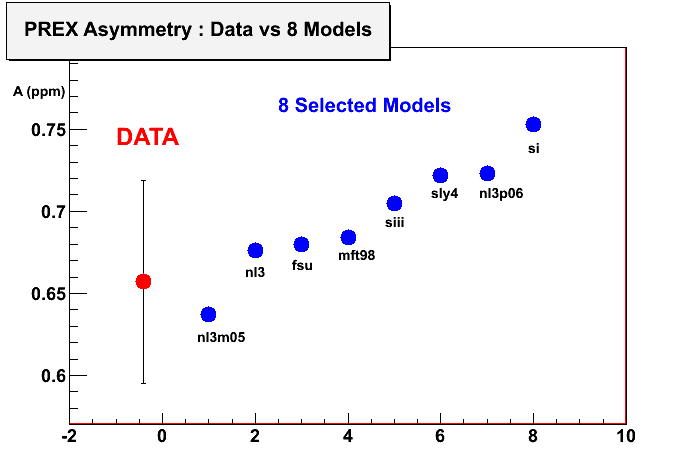 PREX Asymmetry : Data vs 8 Models
A (ppm)
8 Selected Models
0.75
DATA
si
sly4
nl3p06
0.7
siii
mft98
fsu
nl3
0.65
nl3m05
0.6
-2 0 2 4 6 8 10